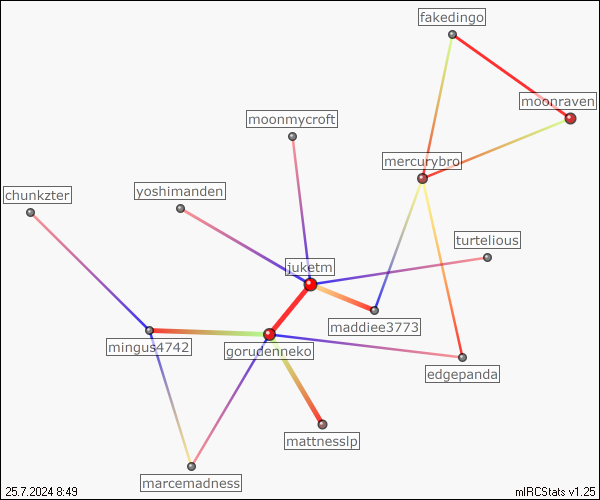 fakedingo
moonraven
moonmycroft
mercurybro
chunkzter
yoshimanden
turtelious
juketm
maddiee3773
mingus4742
gorudenneko
edgepanda
mattnesslp
marcemadness
25.7.2024 8:49
mIRCStats v1.25